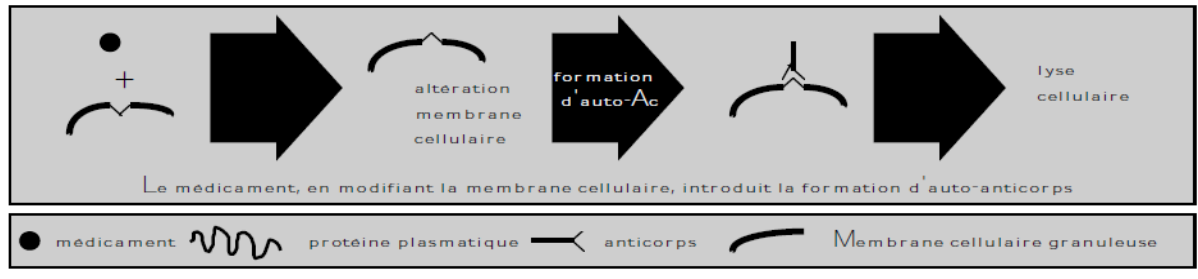 altération
membrane
cellulaire
formation
d'auto-Ac
lyse
cellulaire
Le médicament, en modifiant la membrane cellulaire, introduit la formation d'auto-anticorps
médicament protéine plasmatique anticorps Membrane cellulaire granuleuse